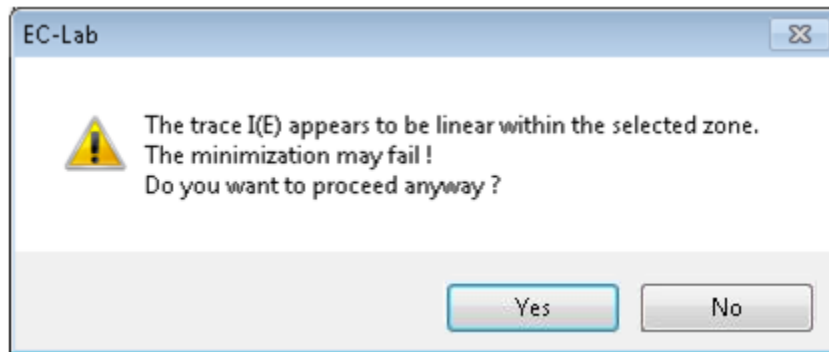 EC-Lab
The trace I(E) appears to be linear within the selected zone.
The minimization may fail !
Do you want to proceed anyway ?
Yes
No